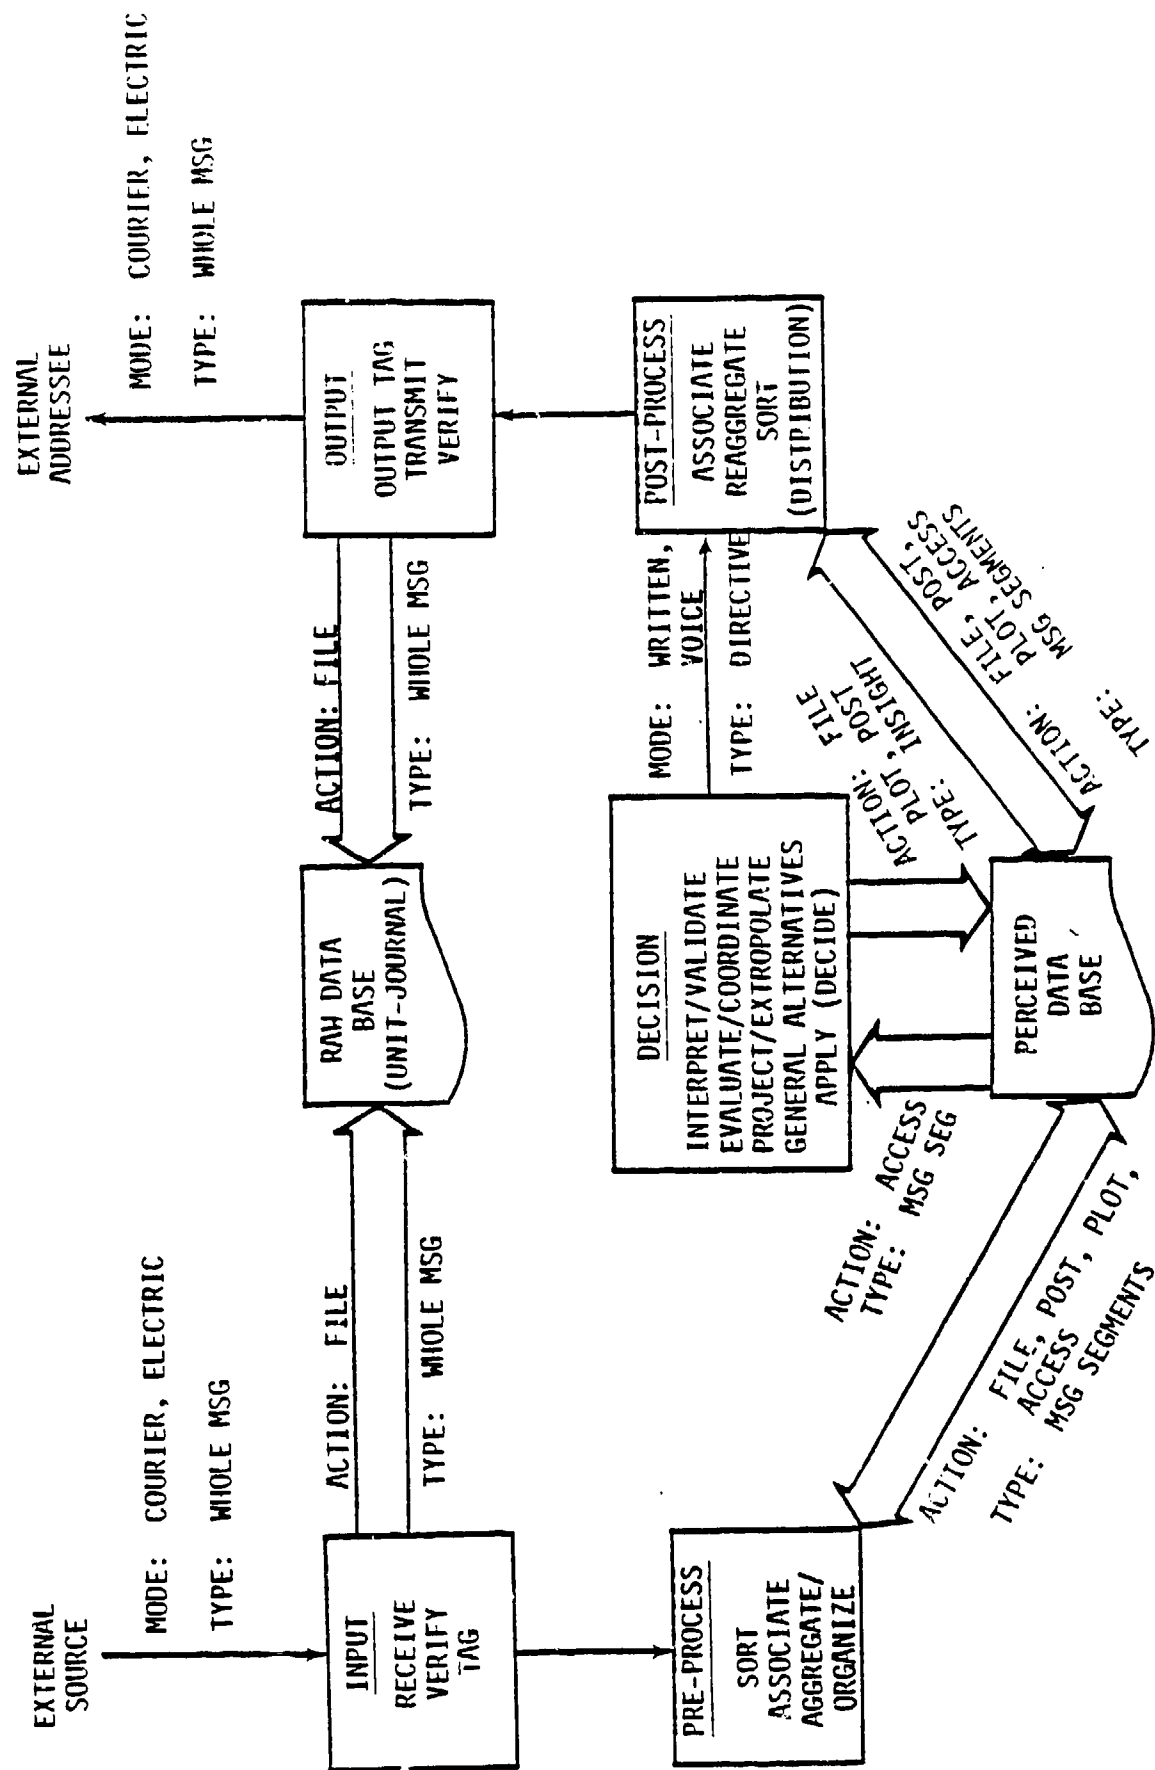 EXTERNAL
SOURCE
MODE: COURIER, ELECTRIC
TYPE: WHOLE MSG
INPUT
RECEIVE
VERIFY
TAG
ACTION: FILE
TYPE: WHOLE MSG
RAW DATA
BASE
(UNIT-JOURNAL)
ACTION: FILE
TYPE: WHOLE MSG
EXTERNAL
ADDRESSEE
MODE: COURIER, ELECTRIC
TYPE: WHOLE MSG
OUTPUT
OUTPUT TAG
TRANSMIT
VERIFY
PRE-PROCESS
SORT
ASSOCIATE
AGGREGATE/
ORGANIZE
DECISION
INTERPRET/VALIDATE
EVALUATE/COORDINATE
PROJECT/EXTROPOLATE
GENERAL ALTERNATIVES
APPLY (DECIDE)
MODE: WRITTEN,
VOICE
TYPE: DIRECTIVE
POST-PROCESS
ASSOCIATE
REAGGREGATE
SORT
(DISTRIBUTION)
ACTION: ACCESS
TYPE: MSG SEG
ACTION: FILE
PLOT, POST
TYPE: INSIGHT
ACTION: FILE, POST, PLOT,
ACCESS
TYPE: MSG SEGMENTS
PERCEIVED
DATA
BASE
ACTION: FILE, POST,
PLOT, ACCESS
TYPE: MSG SEGMENTS